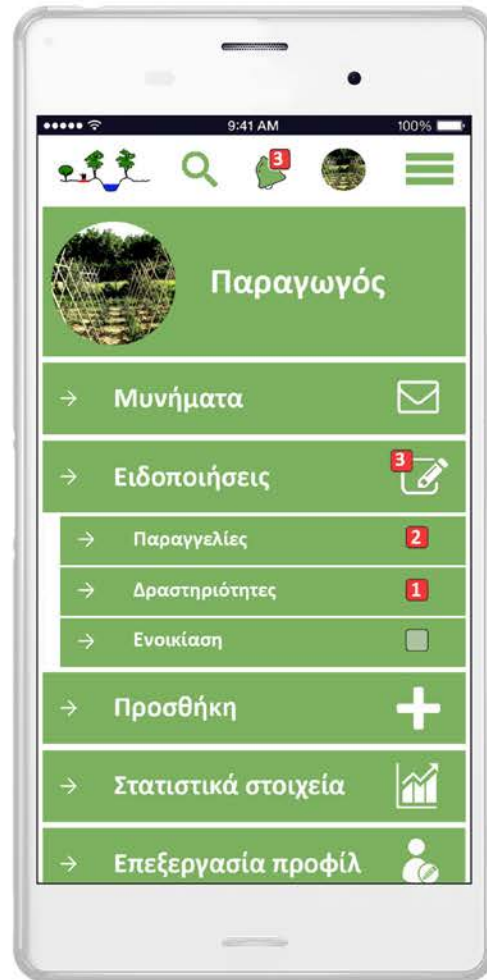 9:41 AM 100%
3
Παραγωγός
Μυνήματα
Ειδοποιήσεις 3
Παραγγελίες 2
Δραστηριότητες 1
Ενοικίαση
Προσθήκη
Στατιστικά στοιχεία
Επεξεργασία προφίλ